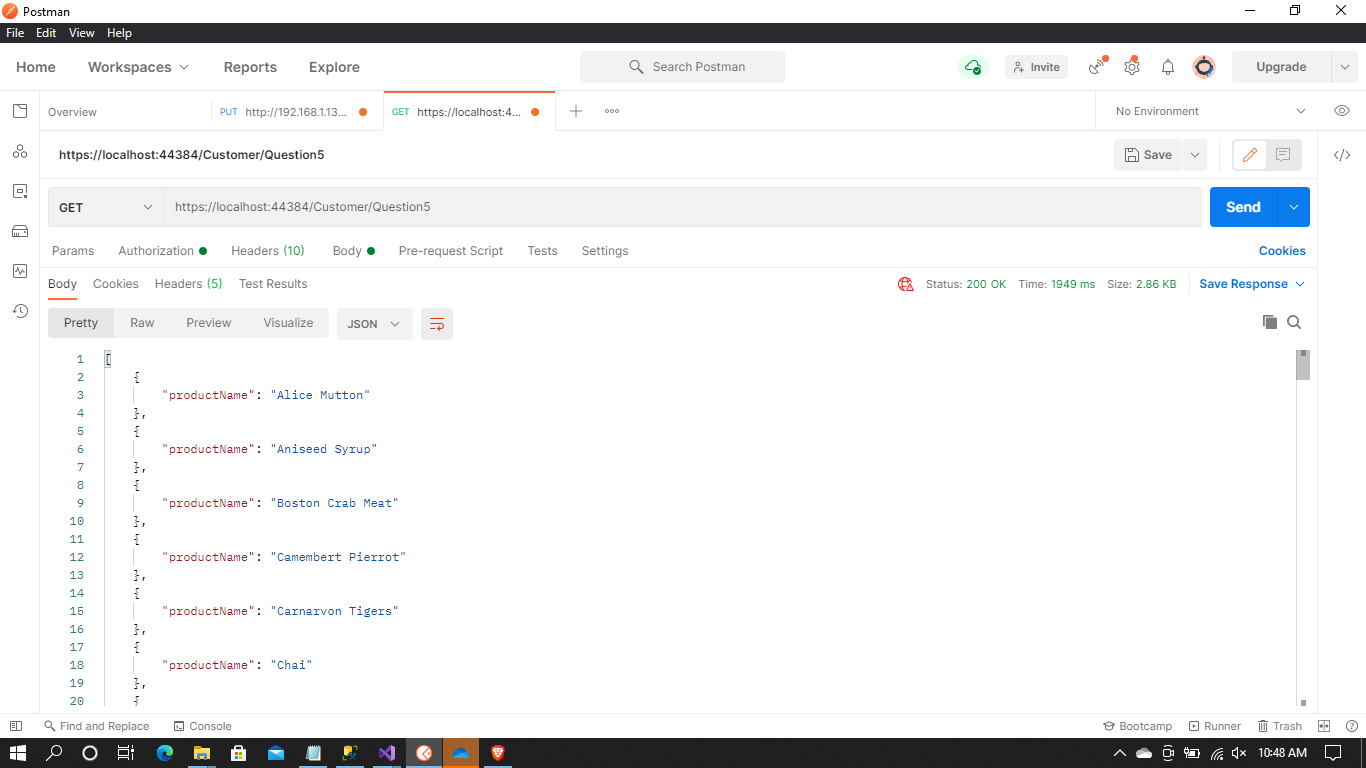 Postman
File Edit View Help
Home Workspaces Reports Explore Search Postman Invite Upgrade
Overview PUT http://192.168.1.13... GET https://localhost:4... No Environment
https://localhost:44384/Customer/Question5 Save
GET https://localhost:44384/Customer/Question5 Send
Params Authorization Headers (10) Body Pre-request Script Tests Settings Cookies
Body Cookies Headers (5) Test Results Status: 200 OK Time: 1949 ms Size: 2.86 KB Save Response
Pretty Raw Preview Visualize JSON
1 [
2 {
3 "productName": "Alice Mutton"
4 },
5 {
6 "productName": "Aniseed Syrup"
7 },
8 {
9 "productName": "Boston Crab Meat"
10 },
11 {
12 "productName": "Camembert Pierrot"
13 },
14 {
15 "productName": "Carnarvon Tigers"
16 },
17 {
18 "productName": "Chai"
19 },
20 {
Find and Replace Console Bootcamp Runner Trash
10:48 AM